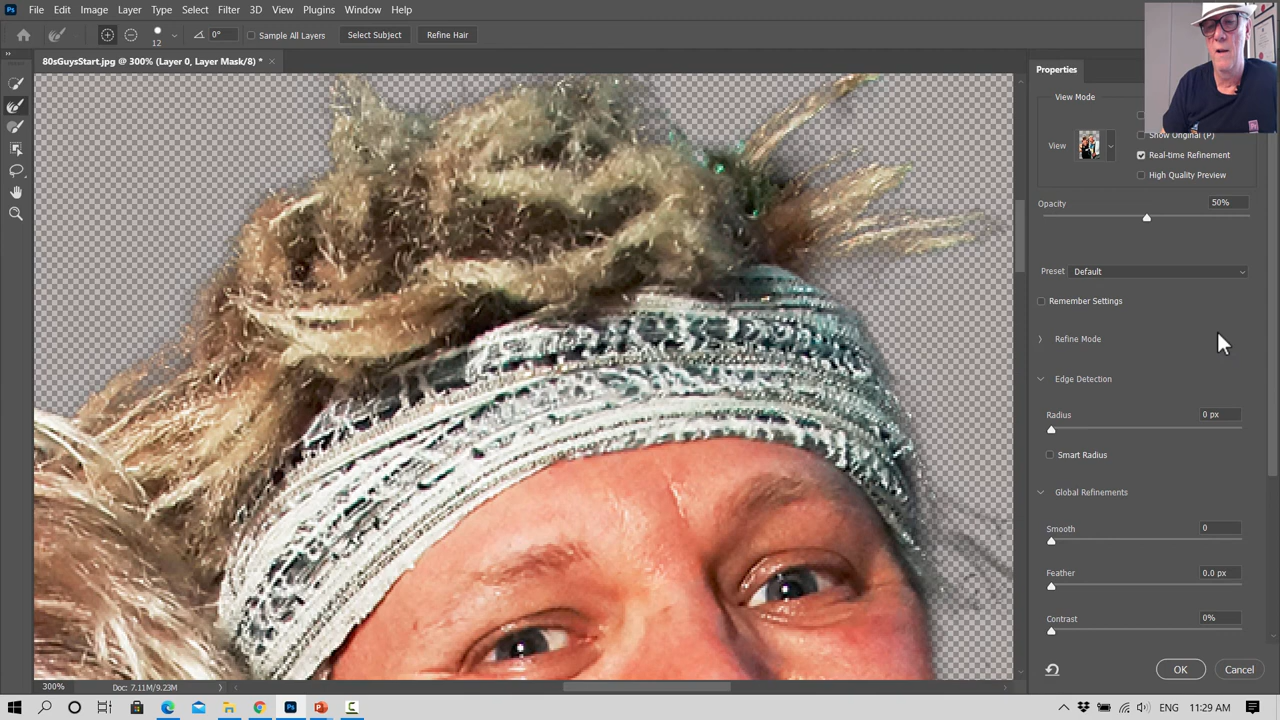 File Edit Image Layer Type Select Filter 3D View Plugins Window Help
12 0° Sample All Layers Select Subject Refine Hair
80sGuysStart.jpg @ 300% (Layer 0, Layer Mask/8) *
Properties
View Mode
Show Original (P)
View
Real-time Refinement
High Quality Preview
Opacity 50%
Preset Default
Remember Settings
Refine Mode
Edge Detection
Radius 0 px
Smart Radius
Global Refinements
Smooth 0
Feather 0.0 px
Contrast 0%
OK Cancel
300% Doc: 7.11M/9.23M
ENG 11:29 AM